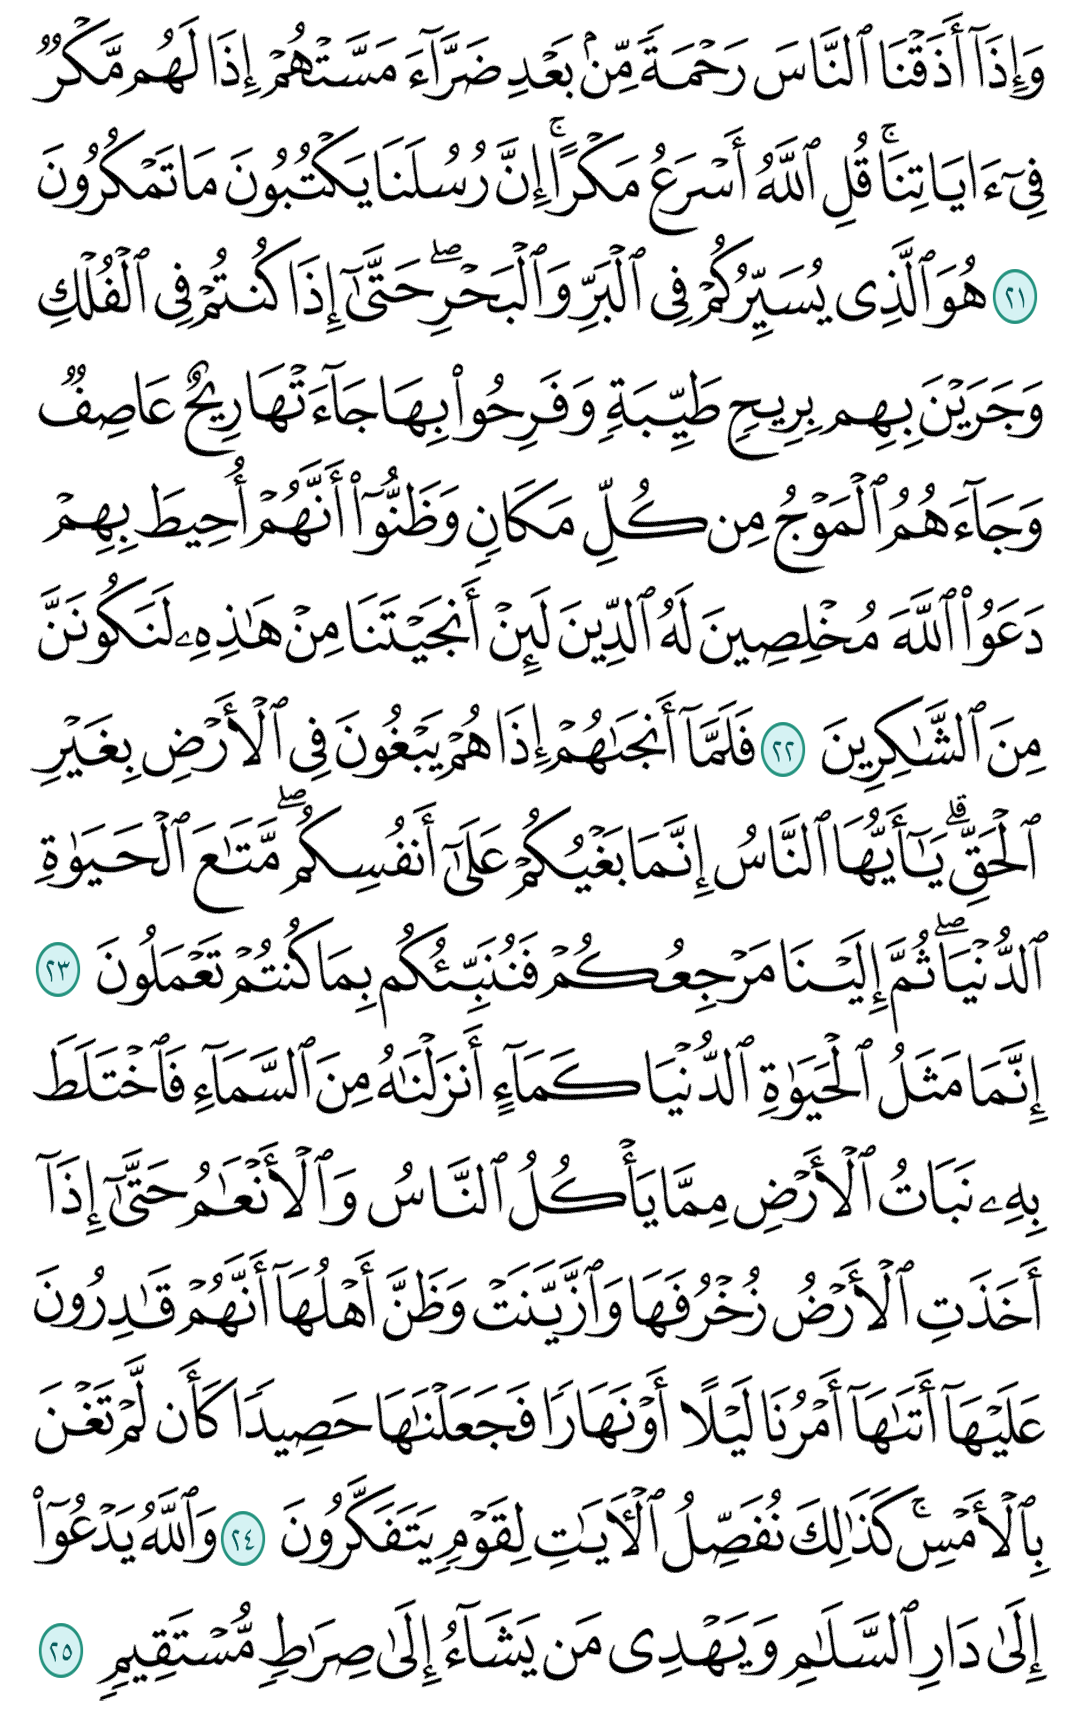 وَإِذَآ أَذَقۡنَا ٱلنَّاسَ رَحۡمَةٗ مِّنۢ بَعۡدِ ضَرَّآءَ مَسَّتۡهُمۡ إِذَا لَهُم مَّكۡرٞ
فِيٓ ءَايَاتِنَاۚ قُلِ ٱللَّهُ أَسۡرَعُ مَكۡرًاۚ إِنَّ رُسُلَنَا يَكۡتُبُونَ مَا تَمۡكُرُونَ
٢١ هُوَ ٱلَّذِي يُسَيِّرُكُمۡ فِي ٱلۡبَرِّ وَٱلۡبَحۡرِۖ حَتَّىٰٓ إِذَا كُنتُمۡ فِي ٱلۡفُلۡكِ
وَجَرَيۡنَ بِهِم بِرِيحٖ طَيِّبَةٖ وَفَرِحُواْ بِهَا جَآءَتۡهَا رِيحٌ عَاصِفٞ
وَجَآءَهُمُ ٱلۡمَوۡجُ مِن كُلِّ مَكَانٖ وَظَنُّوٓاْ أَنَّهُمۡ أُحِيطَ بِهِمۡ
دَعَوُاْ ٱللَّهَ مُخۡلِصِينَ لَهُ ٱلدِّينَ لَئِنۡ أَنجَيۡتَنَا مِنۡ هَٰذِهِۦ لَنَكُونَنَّ
مِنَ ٱلشَّٰكِرِينَ ٢٢ فَلَمَّآ أَنجَىٰهُمۡ إِذَا هُمۡ يَبۡغُونَ فِي ٱلۡأَرۡضِ بِغَيۡرِ
ٱلۡحَقِّۗ يَٰٓأَيُّهَا ٱلنَّاسُ إِنَّمَا بَغۡيُكُمۡ عَلَىٰٓ أَنفُسِكُمۖ مَّتَٰعَ ٱلۡحَيَوٰةِ
ٱلدُّنۡيَاۖ ثُمَّ إِلَيۡنَا مَرۡجِعُكُمۡ فَنُنَبِّئُكُم بِمَا كُنتُمۡ تَعۡمَلُونَ ٢٣
إِنَّمَا مَثَلُ ٱلۡحَيَوٰةِ ٱلدُّنۡيَا كَمَآءٍ أَنزَلۡنَٰهُ مِنَ ٱلسَّمَآءِ فَٱخۡتَلَطَ
بِهِۦ نَبَاتُ ٱلۡأَرۡضِ مِمَّا يَأۡكُلُ ٱلنَّاسُ وَٱلۡأَنۡعَٰمُ حَتَّىٰٓ إِذَآ
أَخَذَتِ ٱلۡأَرۡضُ زُخۡرُفَهَا وَٱزَّيَّنَتۡ وَظَنَّ أَهۡلُهَآ أَنَّهُمۡ قَٰدِرُونَ
عَلَيۡهَآ أَتَىٰهَآ أَمۡرُنَا لَيۡلًا أَوۡ نَهَارٗا فَجَعَلۡنَٰهَا حَصِيدٗا كَأَن لَّمۡ تَغۡنَ
بِٱلۡأَمۡسِۚ كَذَٰلِكَ نُفَصِّلُ ٱلۡأٓيَٰتِ لِقَوۡمٖ يَتَفَكَّرُونَ ٢٤ وَٱللَّهُ يَدۡعُوٓاْ
إِلَىٰ دَارِ ٱلسَّلَٰمِ وَيَهۡدِي مَن يَشَآءُ إِلَىٰ صِرَٰطٖ مُّسۡتَقِيمٖ ٢٥